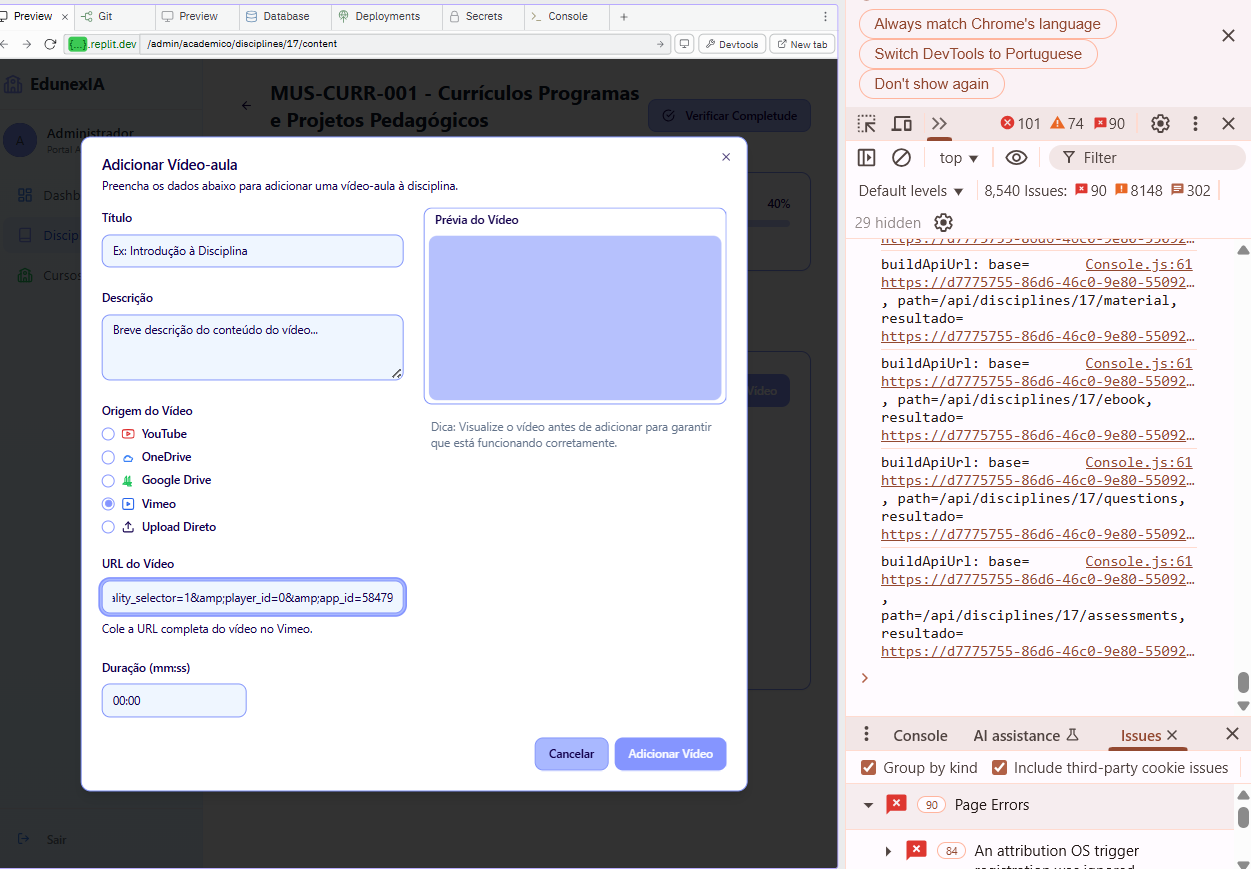 Preview
Git
Preview
Database
Deployments
Secrets
Console
.replit.dev
/admin/academico/disciplines/17/content
Devtools
New tab
EdunexIA
A
Administrador
Portal A
Dashb
Discipl
Cursos
Sair
MUS-CURR-001 - Currículos Programas
e Projetos Pedagógicos
Verificar Completude
40%
Vídeo
Adicionar Vídeo-aula
Preencha os dados abaixo para adicionar uma vídeo-aula à disciplina.
Título
Ex: Introdução à Disciplina
Descrição
Breve descrição do conteúdo do vídeo...
Origem do Vídeo
YouTube
OneDrive
Google Drive
Vimeo
Upload Direto
URL do Vídeo
ality_selector=1&amp;player_id=0&amp;app_id=58479
Cole a URL completa do vídeo no Vimeo.
Duração (mm:ss)
00:00
Prévia do Vídeo
Dica: Visualize o vídeo antes de adicionar para garantir
que está funcionando corretamente.
Cancelar
Adicionar Vídeo
Always match Chrome's language
Switch DevTools to Portuguese
Don't show again
101 74 90
top
Filter
Default levels
8,540 Issues: 90 8148 302
29 hidden
https://d7775755-86d6-46c0-9e80-55092…
buildApiUrl: base= Console.js:61
https://d7775755-86d6-46c0-9e80-55092…
, path=/api/disciplines/17/material,
resultado=
https://d7775755-86d6-46c0-9e80-55092…
buildApiUrl: base= Console.js:61
https://d7775755-86d6-46c0-9e80-55092…
, path=/api/disciplines/17/ebook,
resultado=
https://d7775755-86d6-46c0-9e80-55092…
buildApiUrl: base= Console.js:61
https://d7775755-86d6-46c0-9e80-55092…
, path=/api/disciplines/17/questions,
resultado=
https://d7775755-86d6-46c0-9e80-55092…
buildApiUrl: base= Console.js:61
https://d7775755-86d6-46c0-9e80-55092…
,
path=/api/disciplines/17/assessments,
resultado=
https://d7775755-86d6-46c0-9e80-55092…
Console
AI assistance
Issues
Group by kind
Include third-party cookie issues
90 Page Errors
84 An attribution OS trigger
registration was ignored